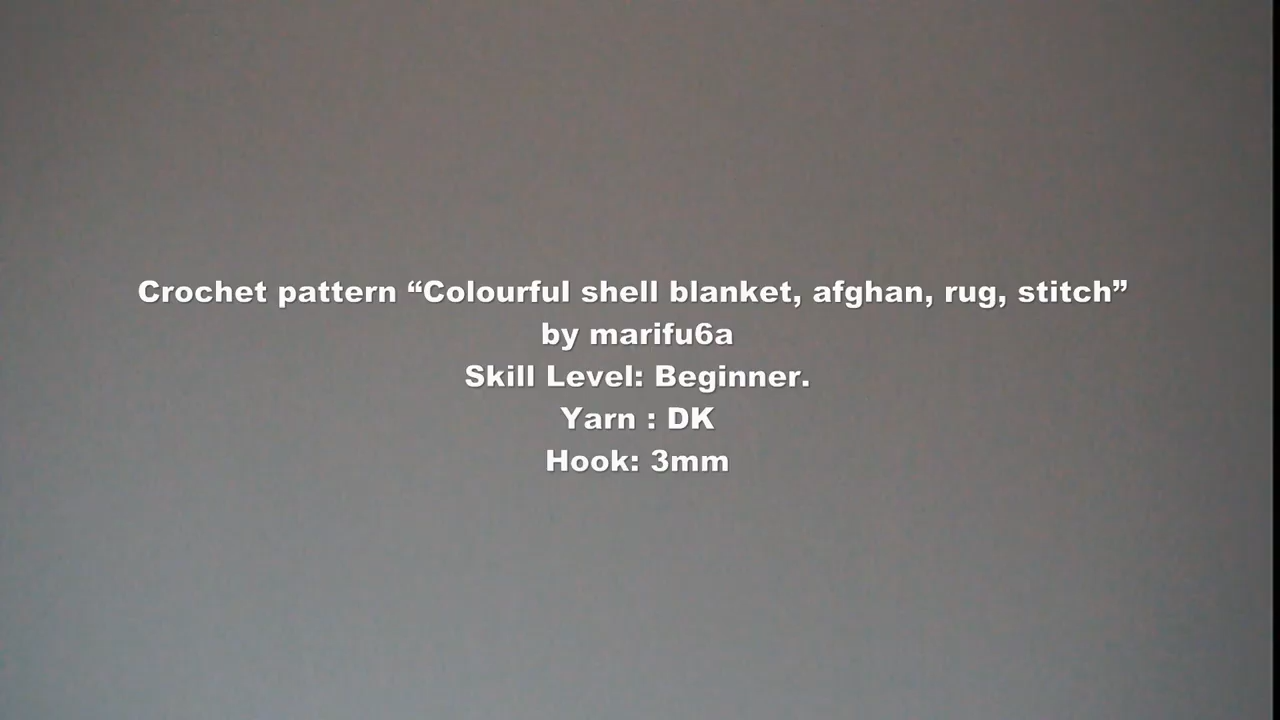 Crochet pattern “Colourful shell blanket, afghan, rug, stitch”
by marifu6a
Skill Level: Beginner.
Yarn : DK
Hook: 3mm